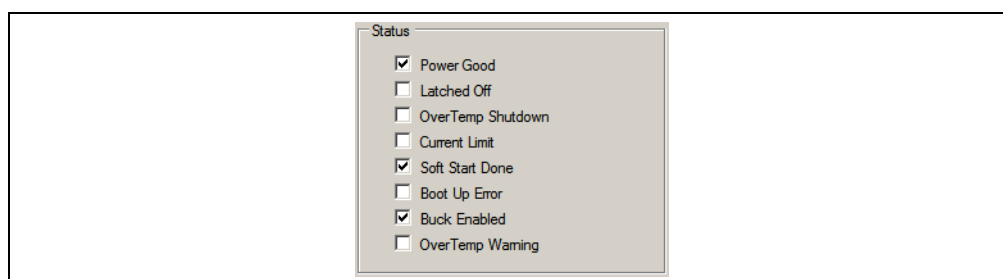 Status
Power Good
Latched Off
OverTemp Shutdown
Current Limit
Soft Start Done
Boot Up Error
Buck Enabled
OverTemp Warning